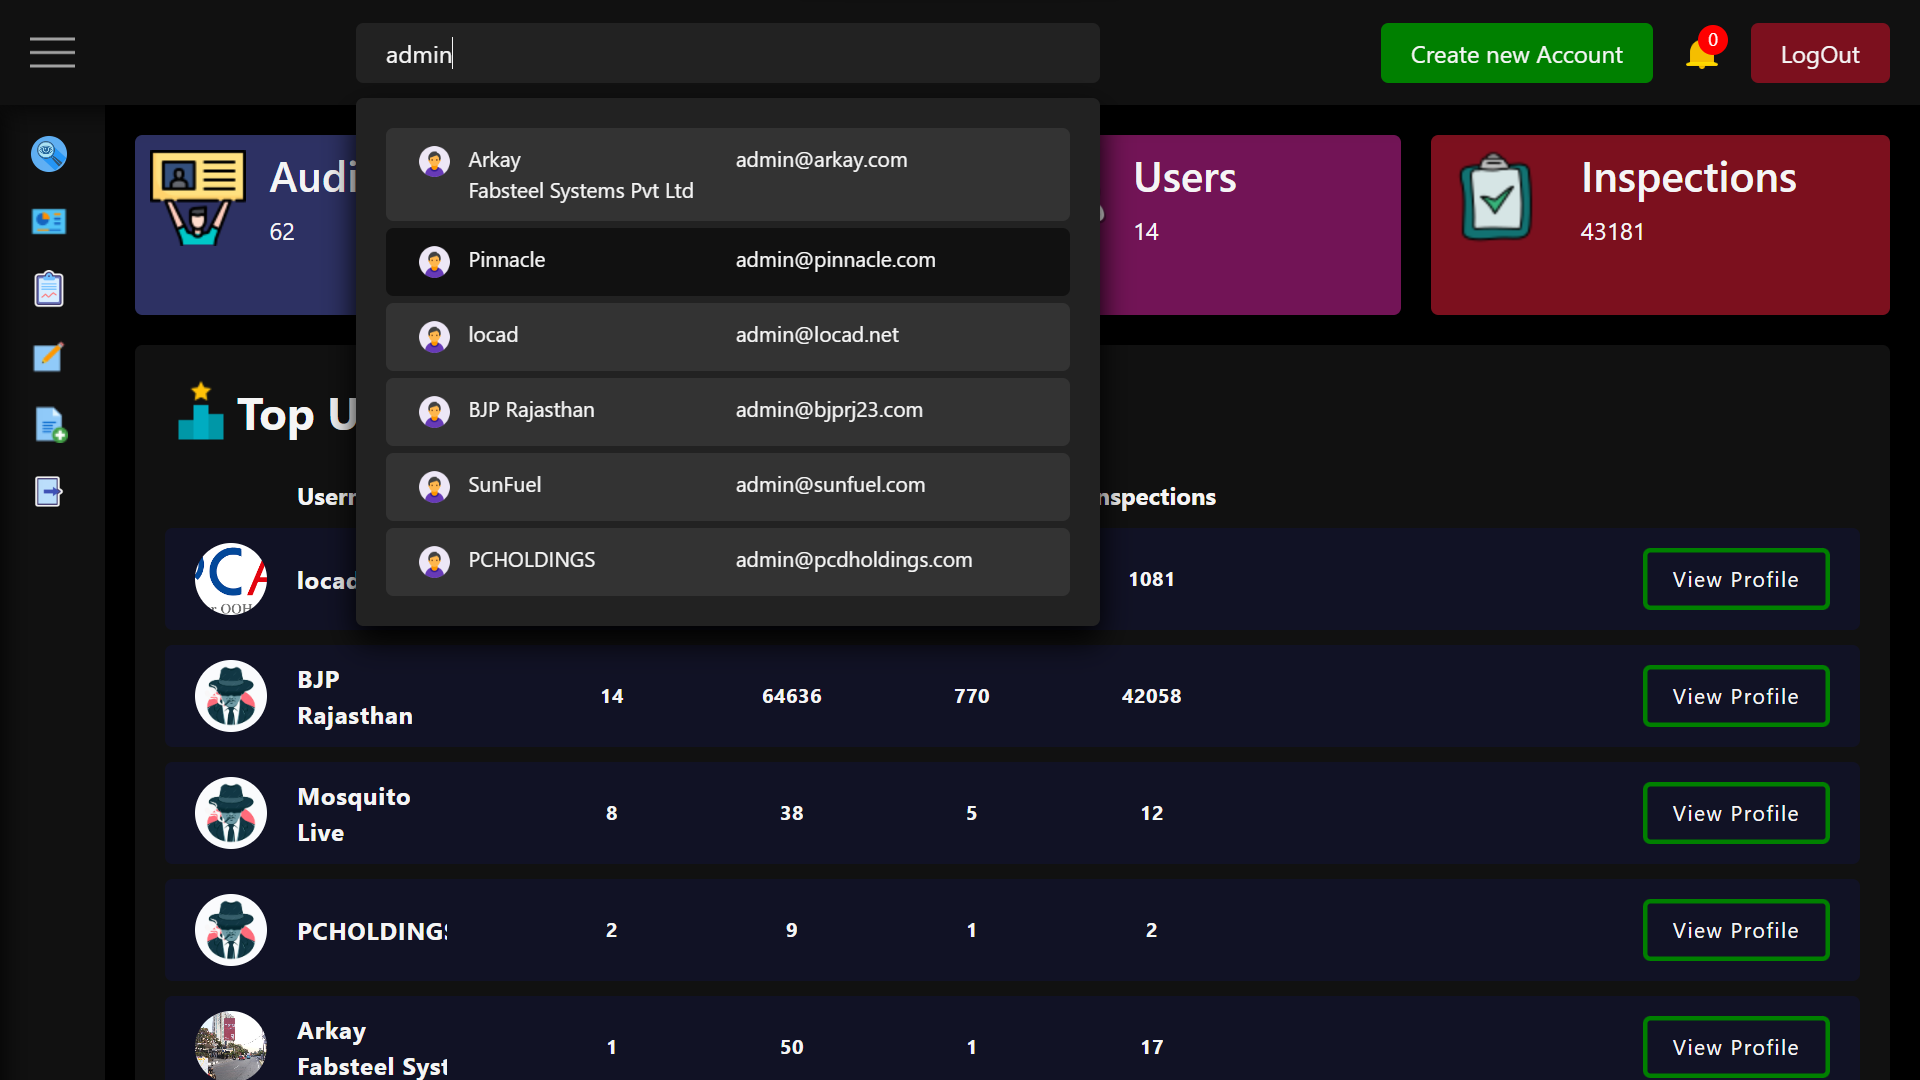 admin
Create new Account
0
LogOut
Arkay
Fabsteel Systems Pvt Ltd
admin@arkay.com
Pinnacle
admin@pinnacle.com
locad
admin@locad.net
BJP Rajasthan
admin@bjprj23.com
SunFuel
admin@sunfuel.com
PCHOLDINGS
admin@pcdholdings.com
Audi
62
Users
14
Inspections
43181
Top U
User
nspections
CA
r OOH
locad
1081
View Profile
BJP
Rajasthan
14
64636
770
42058
View Profile
Mosquito
Live
8
38
5
12
View Profile
PCHOLDINGS
2
9
1
2
View Profile
Arkay
Fabsteel Syst
1
50
1
17
View Profile